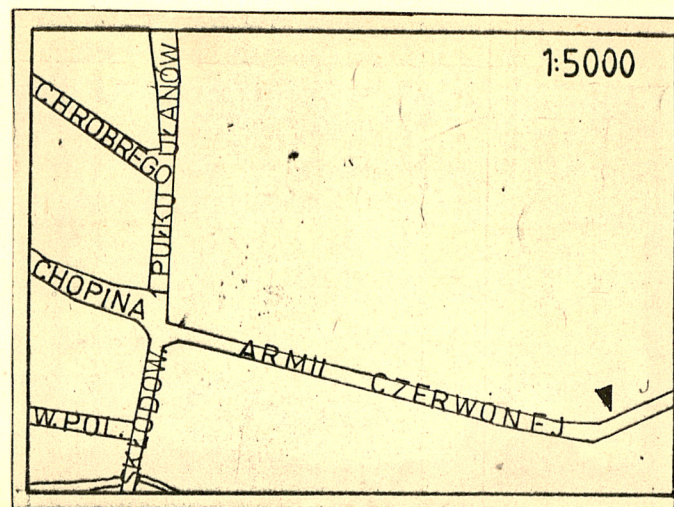 1:5000
CHROBREGO
PUŁKU UŁANÓW
CHOPINA
ARMII CZERWONEJ
W.POL.
SKŁODOW.
J